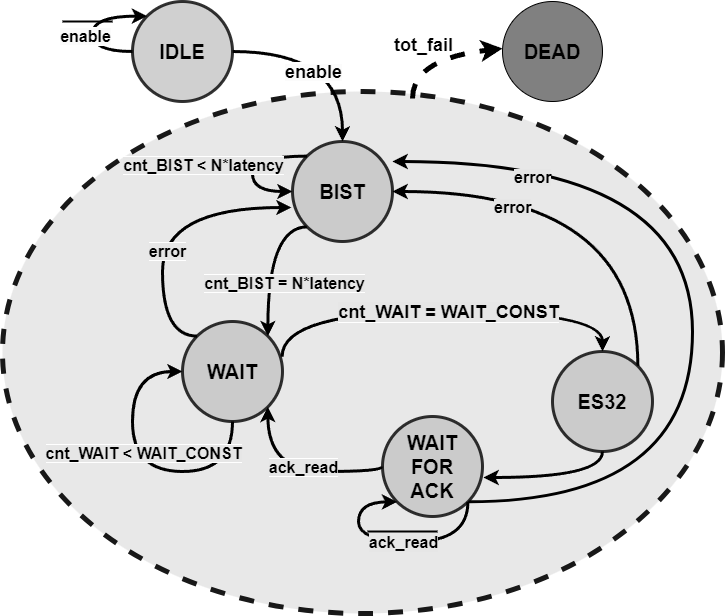 enable
IDLE
tot_fail
DEAD
enable
cnt_BIST < N*latency
BIST
error
error
error
cnt_BIST = N*latency
cnt_WAIT = WAIT_CONST
WAIT
ES32
cnt_WAIT < WAIT_CONST
ack_read
WAIT
FOR
ACK
ack_read